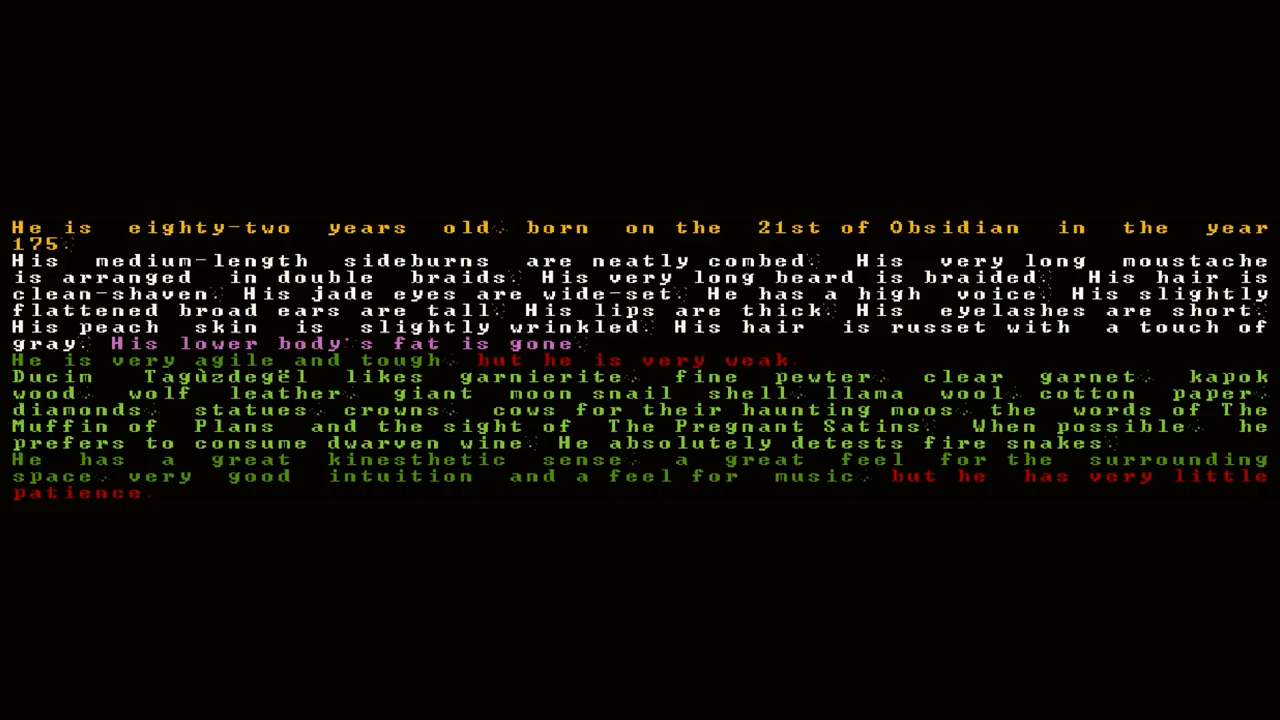 He is eighty-two years old. born on the 21st of Obsidian in the year
175.
His medium-length sideburns are neatly combed. His very long moustache
is arranged in double braids. His very long beard is braided. His hair is
clean-shaven. His jade eyes are wide-set. He has a high voice. His slightly
flattened broad ears are tall. His lips are thick. His eyelashes are short.
His peach skin is slightly wrinkled. His hair is russet with a touch of
gray. His lower body's fat is gone.
He is very agile and tough, but he is very weak.
Ducim Tagùzdegël likes garnierite, fine pewter, clear garnet, kapok
wood, wolf leather, giant moon snail shell, llama wool, cotton paper,
diamonds, statues, crowns, cows for their haunting moos, the words of The
Muffin of Plans and the sight of The Pregnant Satins. When possible, he
prefers to consume dwarven wine. He absolutely detests fire snakes.
He has a great kinesthetic sense, a great feel for the surrounding
space, very good intuition and a feel for music, but he has very little
patience.